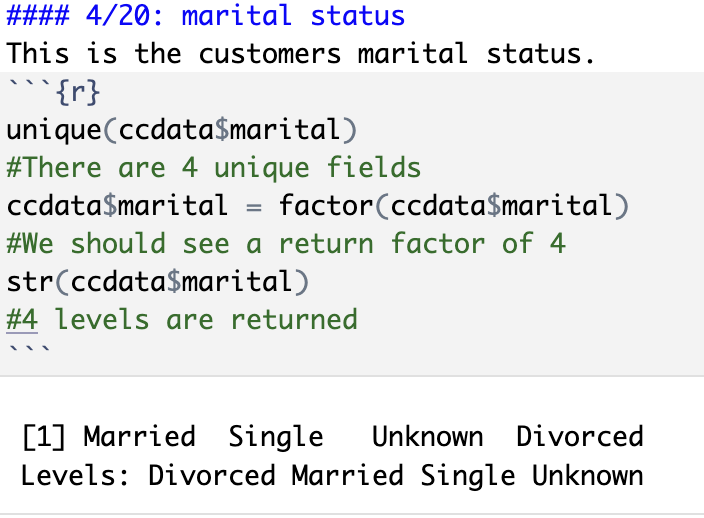 #### 4/20: marital status
This is the customers marital status.
```{r}
unique(ccdata$marital)
#There are 4 unique fields
ccdata$marital = factor(ccdata$marital)
#We should see a return factor of 4
str(ccdata$marital)
#4 levels are returned
```
[1] Married  Single   Unknown  Divorced
Levels: Divorced Married Single Unknown